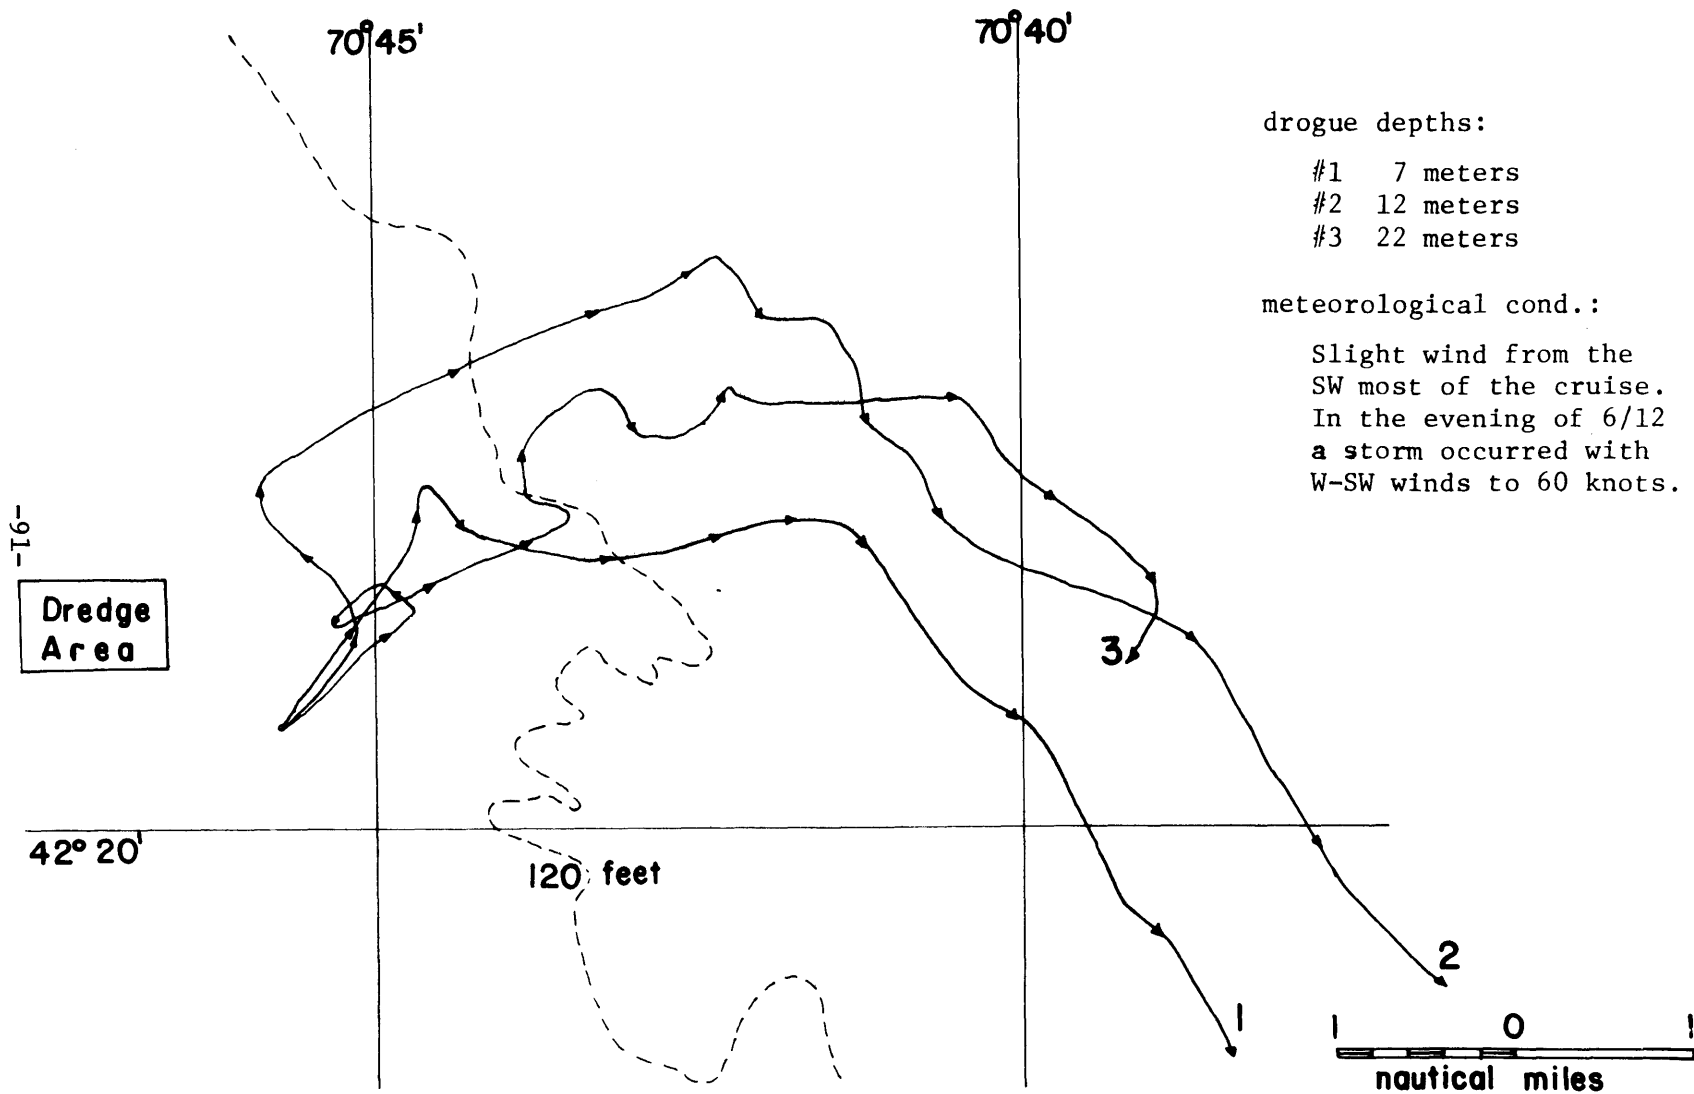 70°45'
70°40'
drogue depths:
#1 7 meters
#2 12 meters
#3 22 meters
meteorological cond.:
Slight wind from the
SW most of the cruise.
In the evening of 6/12
a storm occurred with
W-SW winds to 60 knots.
-91-
Dredge
Area
3
42° 20'
120 feet
2
1
1 0 1
nautical miles